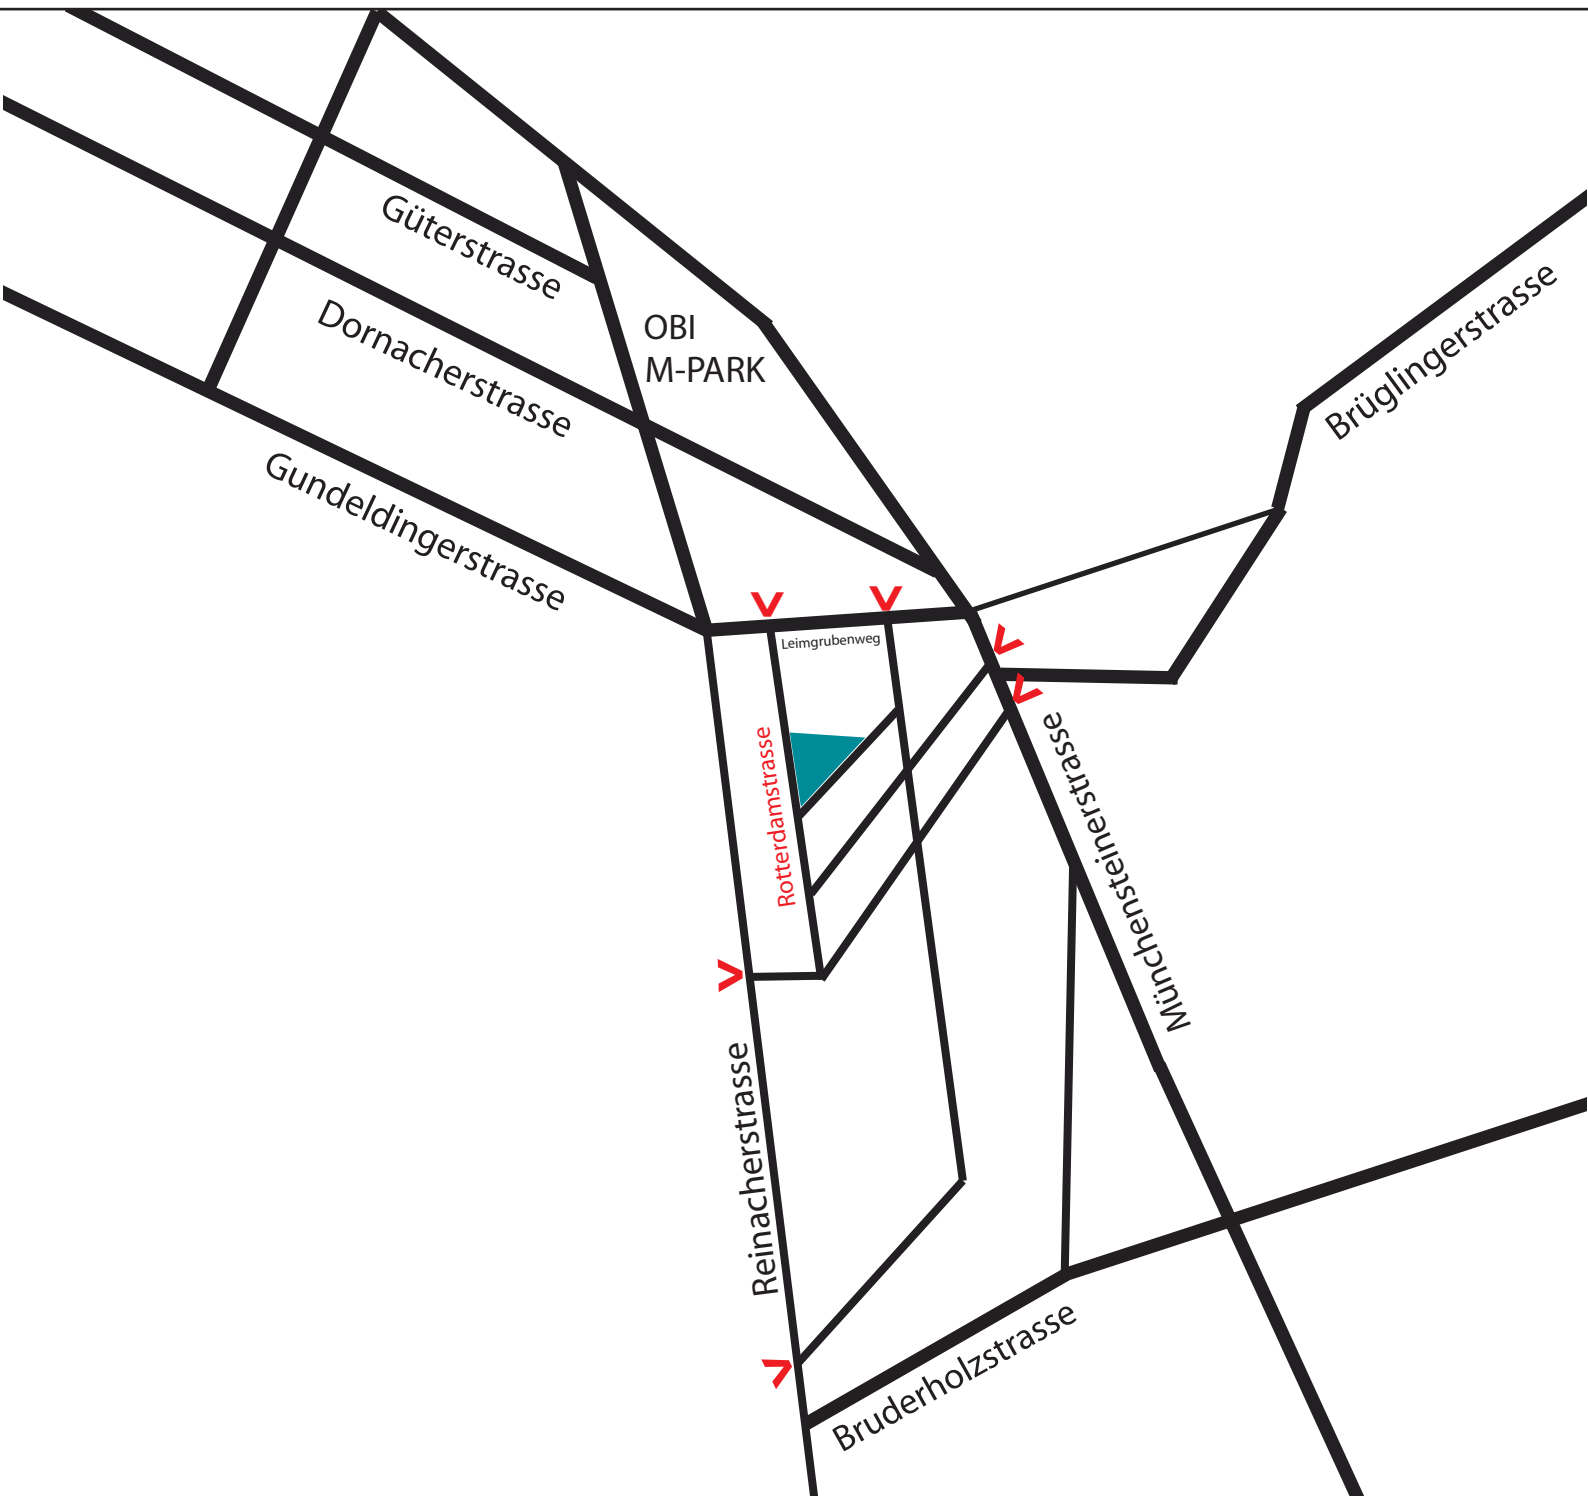 Güterstrasse
Dornacherstrasse
Gundeldingerstrasse
OBI
M-PARK
Brüglingerstrasse
Leimgrubenweg
Rotterdamstrasse
Münchensteinerstrasse
Reinacherstrasse
Bruderholzstrasse